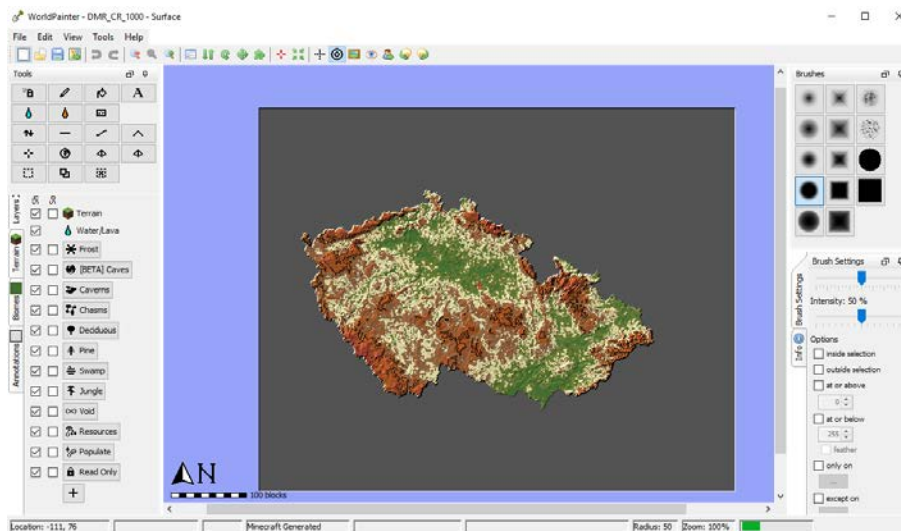 WorldPainter - DMR_CR_1000 - Surface
File Edit View Tools Help
Tools
Brushes
A
Layers
Terrain
Biomes
Annotations
Terrain
Water/Lava
Frost
[BETA] Caves
Caverns
Chasms
Deciduous
Pine
Swamp
Jungle
Void
Resources
Populate
Read Only
+
N
100 blocks
Brush Settings
Info
Brush Settings
Intensity: 50 %
Options
inside selection
outside selection
at or above
0
at or below
255
feather
only on
...
except on
Location: -111, 76
Minecraft Generated
Radius: 50
Zoom: 100%